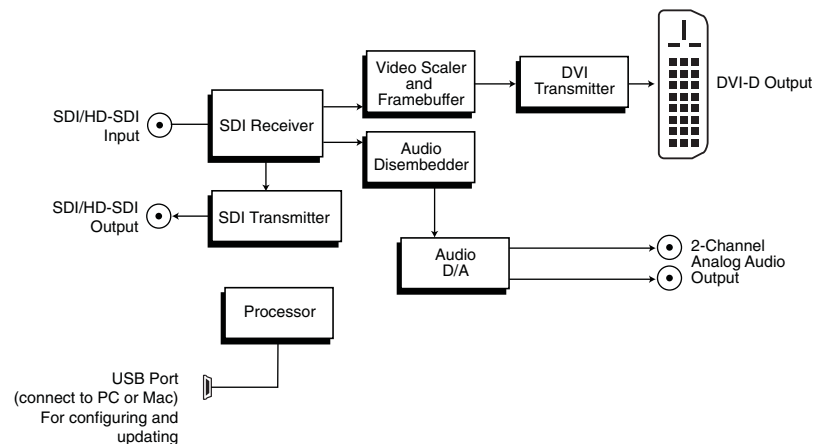 SDI/HD-SDI
Input
SDI Receiver
Video Scaler
and
Framebuffer
DVI
Transmitter
DVI-D Output
Audio
Disembedder
SDI/HD-SDI
Output
SDI Transmitter
Audio
D/A
2-Channel
Analog Audio
Output
Processor
USB Port
(connect to PC or Mac)
For configuring and
updating